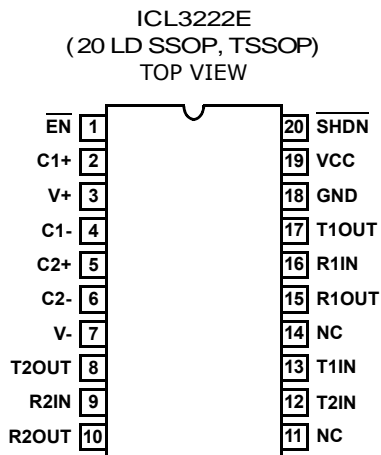 ICL3222E
(20 LD SSOP, TSSOP)
TOP VIEW
EN 1 20 SHDN
C1+ 2 19 VCC
V+ 3 18 GND
C1- 4 17 T1OUT
C2+ 5 16 R1IN
C2- 6 15 R1OUT
V- 7 14 NC
T2OUT 8 13 T1IN
R2IN 9 12 T2IN
R2OUT 10 11 NC